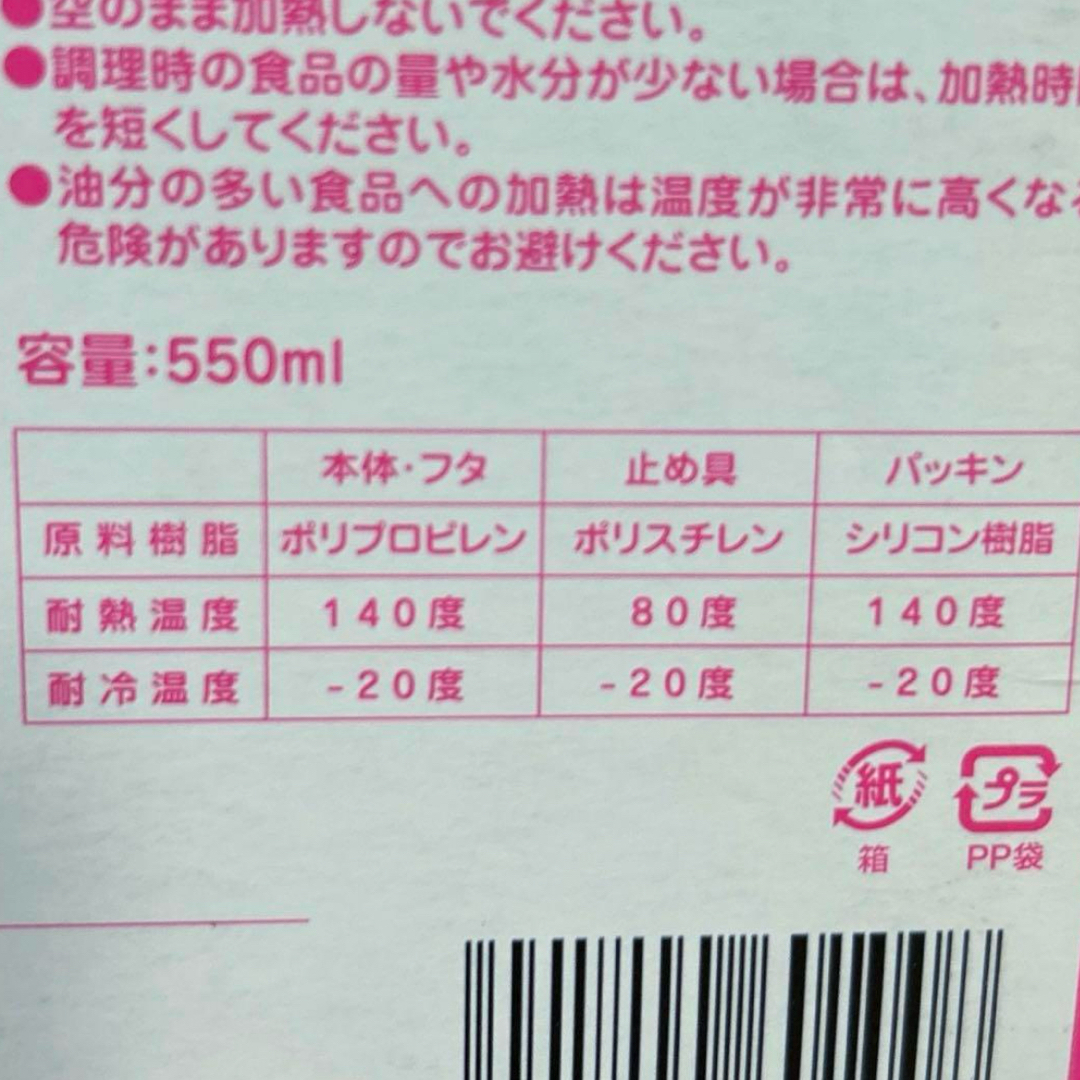 ●空のまま加熱しないでください。
●調理時の食品の量や水分が少ない場合は、加熱時
を短くしてください。
●油分の多い食品への加熱は温度が非常に高くなる
危険がありますのでお避けください。
容量:550ml
本体・フタ 止め具 パッキン
原料樹脂 ポリプロピレン ポリスチレン シリコン樹脂
耐熱温度 140度 80度 140度
耐冷温度 -20度 -20度 -20度
紙 プラ
箱 PP袋